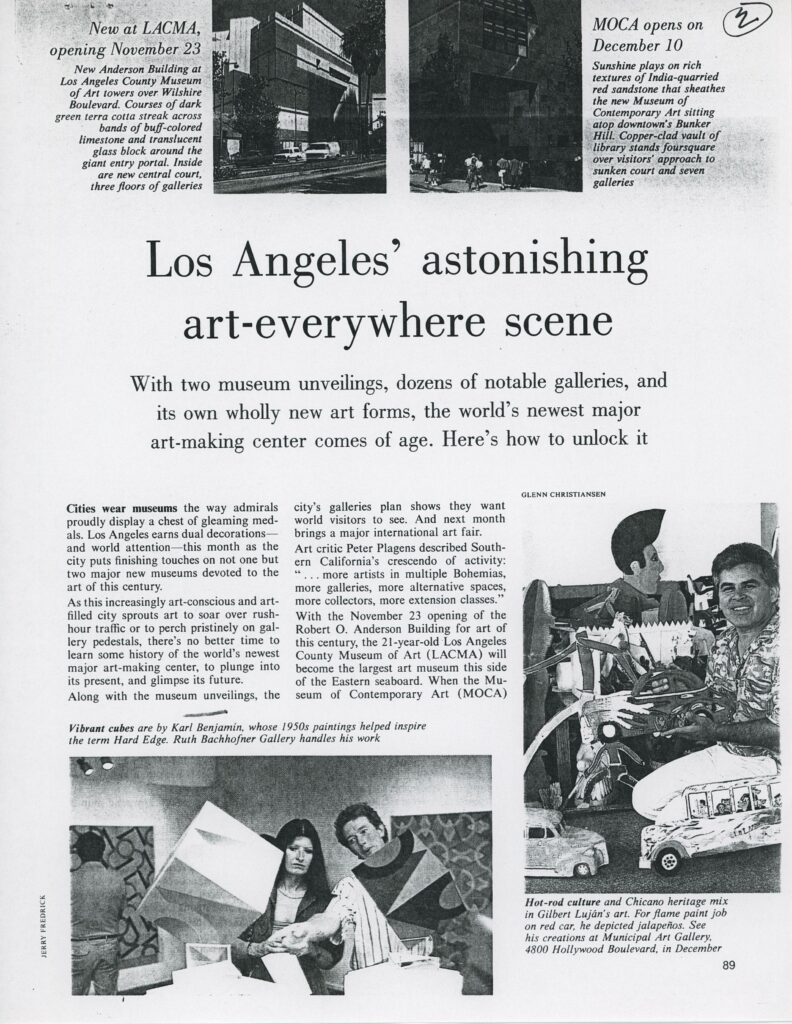 New at LACMA,
opening November 23
New Anderson Building at
Los Angeles County Museum
of Art towers over Wilshire
Boulevard. Courses of dark
green terra cotta streak across
bands of buff-colored
limestone and translucent
glass block around the
giant entry portal. Inside
are new central court,
three floors of galleries
MOCA opens on
December 10
Sunshine plays on rich
textures of India-quarried
red sandstone that sheathes
the new Museum of
Contemporary Art sitting
atop downtown's Bunker
Hill. Copper-clad vault of
library stands foursquare
over visitors' approach to
sunken court and seven
galleries
2
Los Angeles' astonishing
art-everywhere scene
With two museum unveilings, dozens of notable galleries, and
its own wholly new art forms, the world's newest major
art-making center comes of age. Here's how to unlock it
Cities wear museums the way admirals
proudly display a chest of gleaming med-
als. Los Angeles earns dual decorations—
and world attention—this month as the
city puts finishing touches on not one but
two major new museums devoted to the
art of this century.
As this increasingly art-conscious and art-
filled city sprouts art to soar over rush-
hour traffic or to perch pristinely on gal-
lery pedestals, there's no better time to
learn some history of the world's newest
major art-making center, to plunge into
its present, and glimpse its future.
Along with the museum unveilings, the
city's galleries plan shows they want
world visitors to see. And next month
brings a major international art fair.
Art critic Peter Plagens described South-
ern California's crescendo of activity:
“ . . . more artists in multiple Bohemias,
more galleries, more alternative spaces,
more collectors, more extension classes.”
With the November 23 opening of the
Robert O. Anderson Building for art of
this century, the 21-year-old Los Angeles
County Museum of Art (LACMA) will
become the largest art museum this side
of the Eastern seaboard. When the Mu-
seum of Contemporary Art (MOCA)
GLENN CHRISTIANSEN
Vibrant cubes are by Karl Benjamin, whose 1950s paintings helped inspire
the term Hard Edge. Ruth Bachhofner Gallery handles his work
JERRY FREDRICK
Hot-rod culture and Chicano heritage mix
in Gilbert Luján's art. For flame paint job
on red car, he depicted jalapeños. See
his creations at Municipal Art Gallery,
4800 Hollywood Boulevard, in December
89